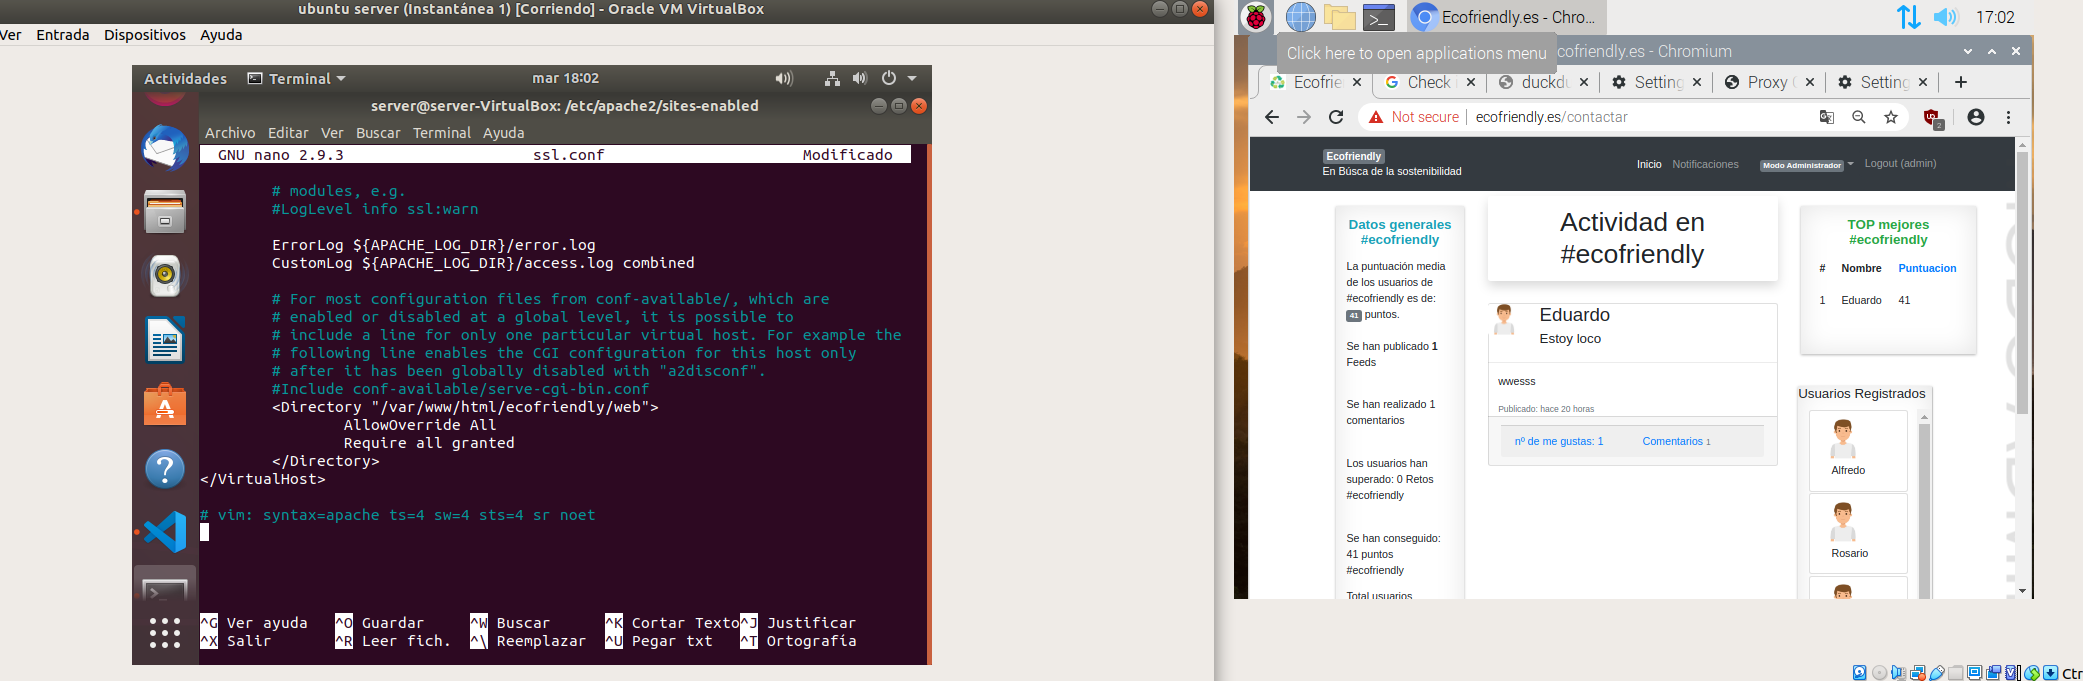 ubuntu server (Instantánea 1) [Corriendo] - Oracle VM VirtualBox
Ver Entrada Dispositivos Ayuda
Actividades Terminal mar 18:02
server@server-VirtualBox: /etc/apache2/sites-enabled
Archivo Editar Ver Buscar Terminal Ayuda
GNU nano 2.9.3 ssl.conf Modificado
# modules, e.g.
#LogLevel info ssl:warn
ErrorLog ${APACHE_LOG_DIR}/error.log
CustomLog ${APACHE_LOG_DIR}/access.log combined
# For most configuration files from conf-available/, which are
# enabled or disabled at a global level, it is possible to
# include a line for only one particular virtual host. For example the
# following line enables the CGI configuration for this host only
# after it has been globally disabled with "a2disconf".
#Include conf-available/serve-cgi-bin.conf
<Directory "/var/www/html/ecofriendly/web">
AllowOverride All
Require all granted
</Directory>
</VirtualHost>
# vim: syntax=apache ts=4 sw=4 sts=4 sr noet
^G Ver ayuda ^O Guardar ^W Buscar ^K Cortar Texto ^J Justificar
^X Salir ^R Leer fich. ^\ Reemplazar ^U Pegar txt ^T Ortografía
Ecofriendly.es - Chro... 17:02
Click here to open applications menu
cofriendly.es - Chromium
Ecofrie Check duckdu Setting Proxy Setting
Not secure ecofriendly.es/contactar
2
Ecofriendly
En Búsca de la sostenibilidad
Inicio Notificaciones Modo Administrador Logout (admin)
Datos generales
#ecofriendly
La puntuación media
de los usuarios de
#ecofriendly es de:
41 puntos.
Se han publicado 1
Feeds
Se han realizado 1
comentarios
Los usuarios han
superado: 0 Retos
#ecofriendly
Se han conseguido:
41 puntos
#ecofriendly
Total usuarios
Actividad en
#ecofriendly
Eduardo
Estoy loco
wwesss
Publicado: hace 20 horas
nº de me gustas: 1 Comentarios 1
TOP mejores
#ecofriendly
# Nombre Puntuacion
1 Eduardo 41
Usuarios Registrados
Alfredo
Rosario
Ctr